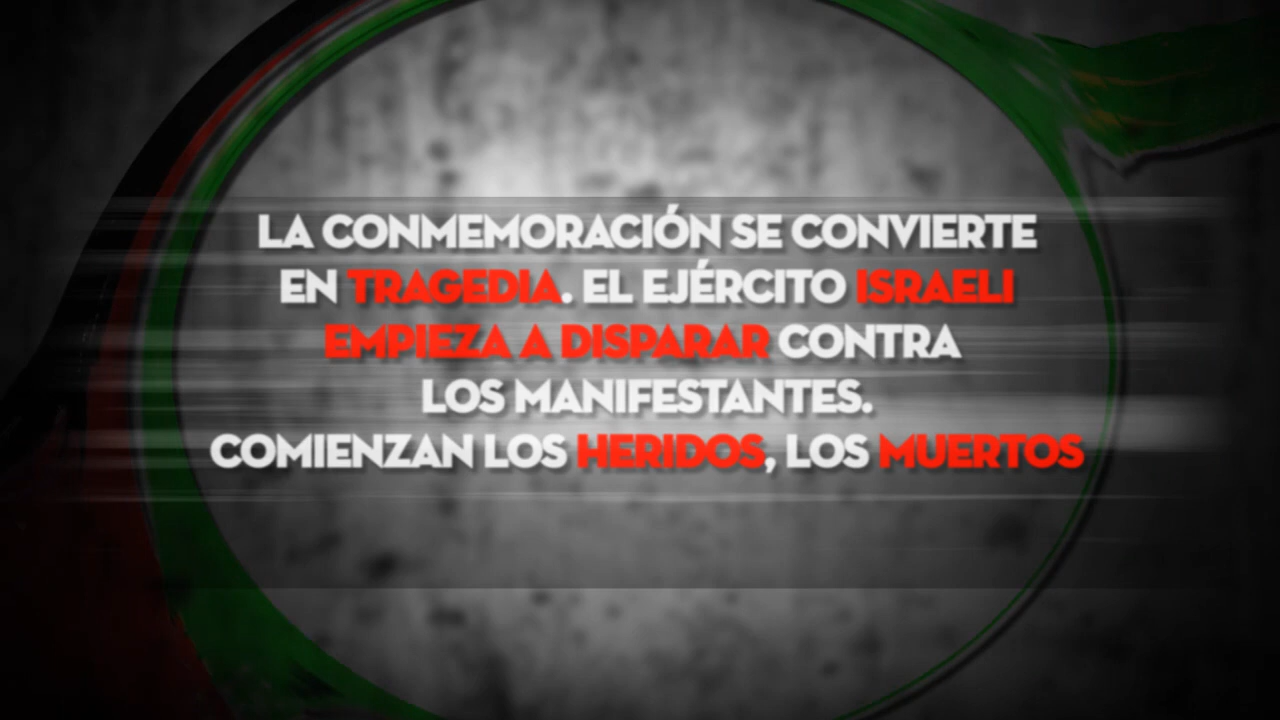 LA CONMEMORACIÓN SE CONVIERTE
EN TRAGEDIA. EL EJÉRCITO ISRAELI
EMPIEZA A DISPARAR CONTRA
LOS MANIFESTANTES.
COMIENZAN LOS HERIDOS, LOS MUERTOS